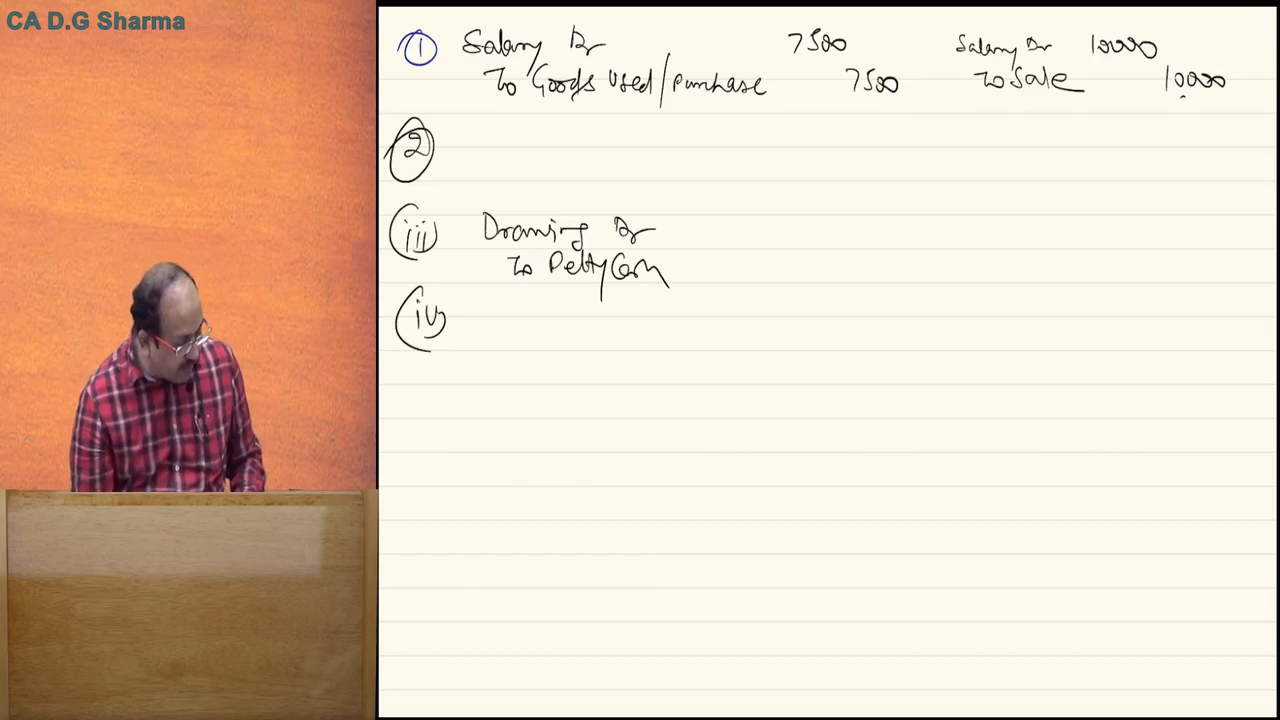 CA D.G Sharma
① Salary Dr 7500 Salary Dr 10000
To Goods Used/Purchase 7500 To Sale 10000
②
(iii) Drawing Dr
To Petty Cash
(iv)